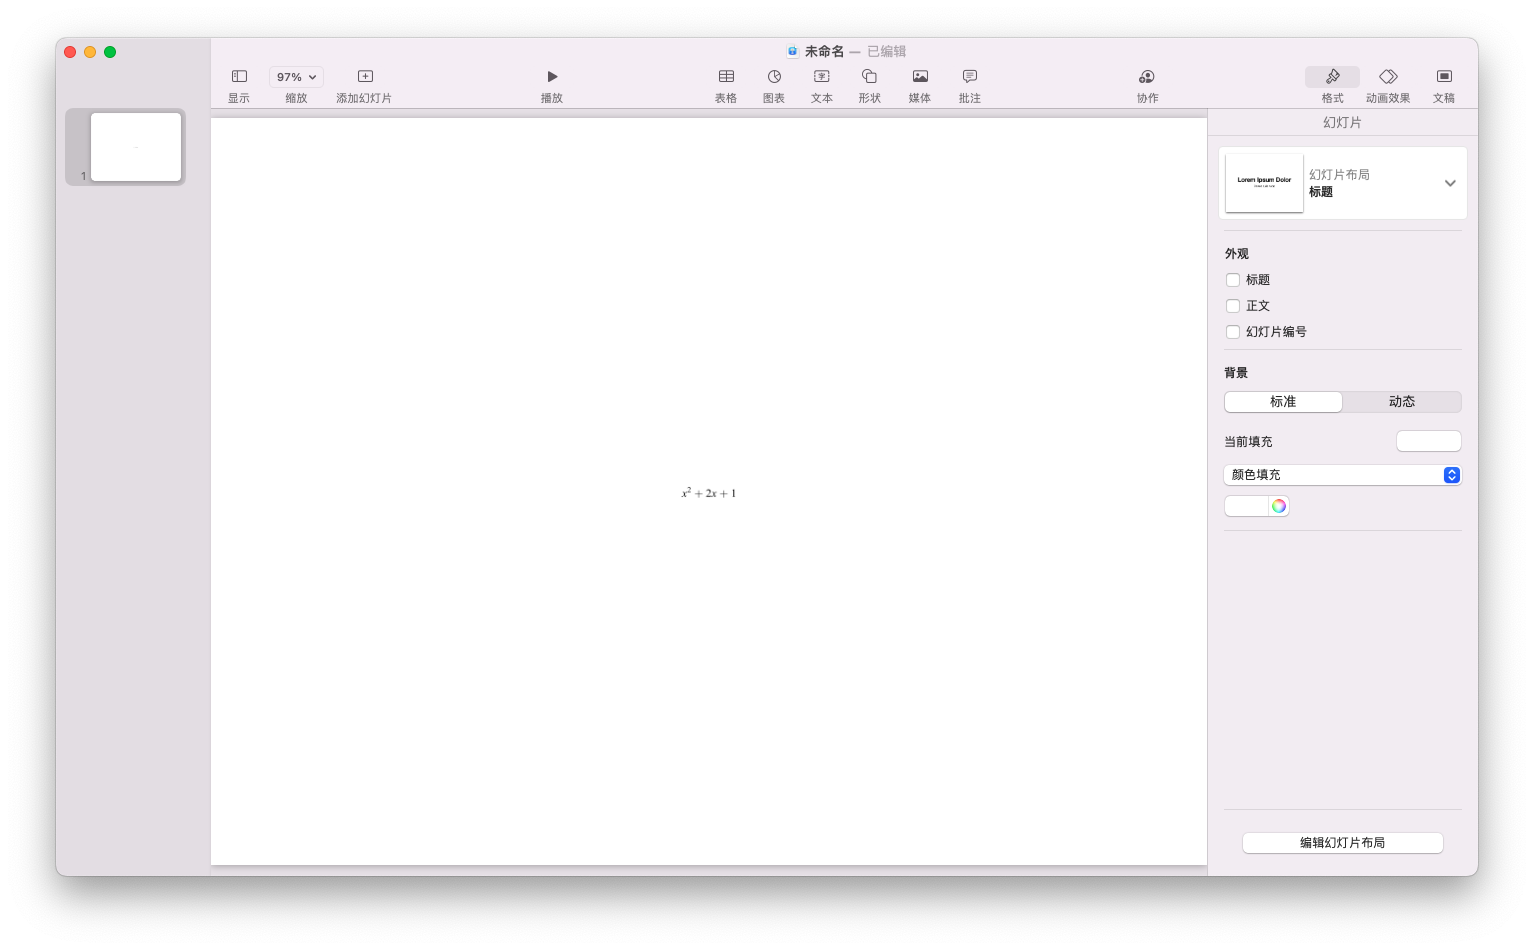 未命名 — 已编辑
显示
97%
缩放
添加幻灯片
播放
表格
图表
文本
形状
媒体
批注
协作
格式
动画效果
文稿
1
x² + 2x + 1
幻灯片
Lorem Ipsum Dolor
幻灯片布局
标题
外观
标题
正文
幻灯片编号
背景
标准
动态
当前填充
颜色填充
编辑幻灯片布局